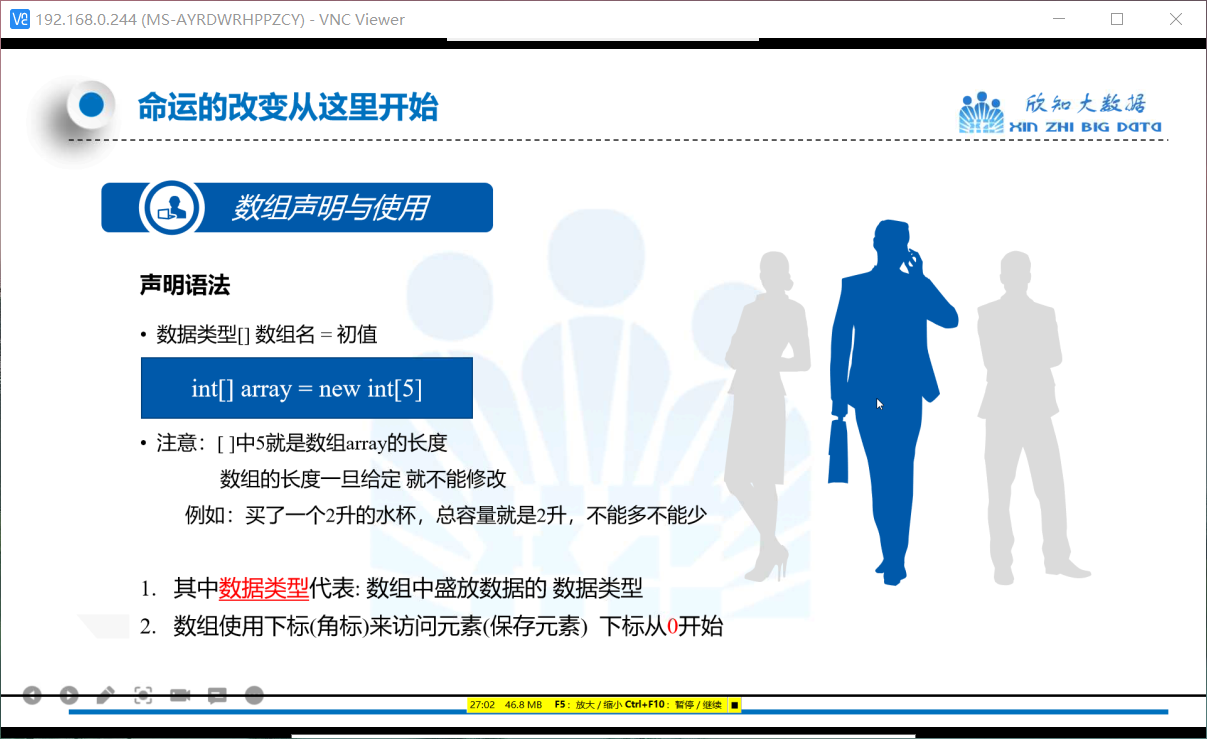 192.168.0.244 (MS-AYRDWRHPPZCY) - VNC Viewer
命运的改变从这里开始
欣知大数据
XIN ZHI BIG DATA
数组声明与使用
声明语法
• 数据类型[] 数组名 = 初值
int[] array = new int[5]
• 注意：[ ]中5就是数组array的长度
数组的长度一旦给定 就不能修改
例如：买了一个2升的水杯，总容量就是2升，不能多不能少
1. 其中数据类型代表: 数组中盛放数据的 数据类型
2. 数组使用下标(角标)来访问元素(保存元素) 下标从0开始
27:02 46.8 MB F5：放大 / 缩小 Ctrl+F10：暂停 / 继续